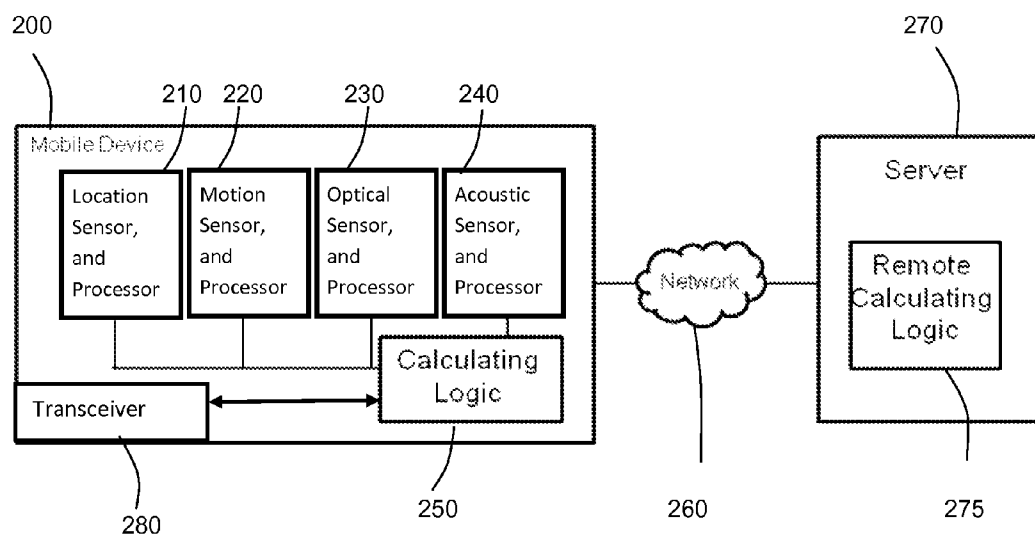 200
270
210
220
230
240
Mobile Device
Location
Sensor,
and
Processor
Motion
Sensor,
and
Processor
Optical
Sensor,
and
Processor
Acoustic
Sensor,
and
Processor
Server
Network
Remote
Calculating
Logic
Calculating
Logic
Transceiver
280
250
260
275